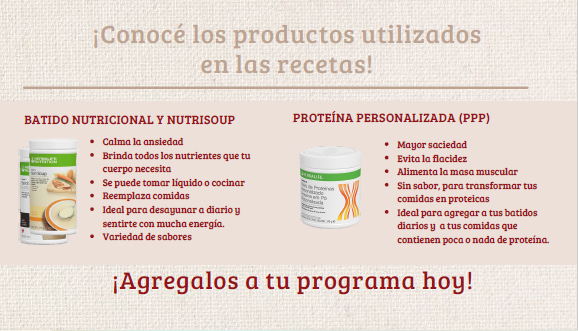 ¡Conocé los productos utilizados
en las recetas!
BATIDO NUTRICIONAL Y NUTRISOUP
Calma la ansiedad
Brinda todos los nutrientes que tu
cuerpo necesita
Se puede tomar líquido o cocinar
Reemplaza comidas
Ideal para desayunar a diario y
sentirte con mucha energía.
Variedad de sabores
PROTEÍNA PERSONALIZADA (PPP)
HERBALIFE
Mayor saciedad
Evita la flacidez
Alimenta la masa muscular
Sin sabor, para transformar tus
comidas en proteicas
Ideal para agregar a tus batidos
diarios y a tus comidas que
contienen poco o nada de proteína.
¡Agregalos a tu programa hoy!